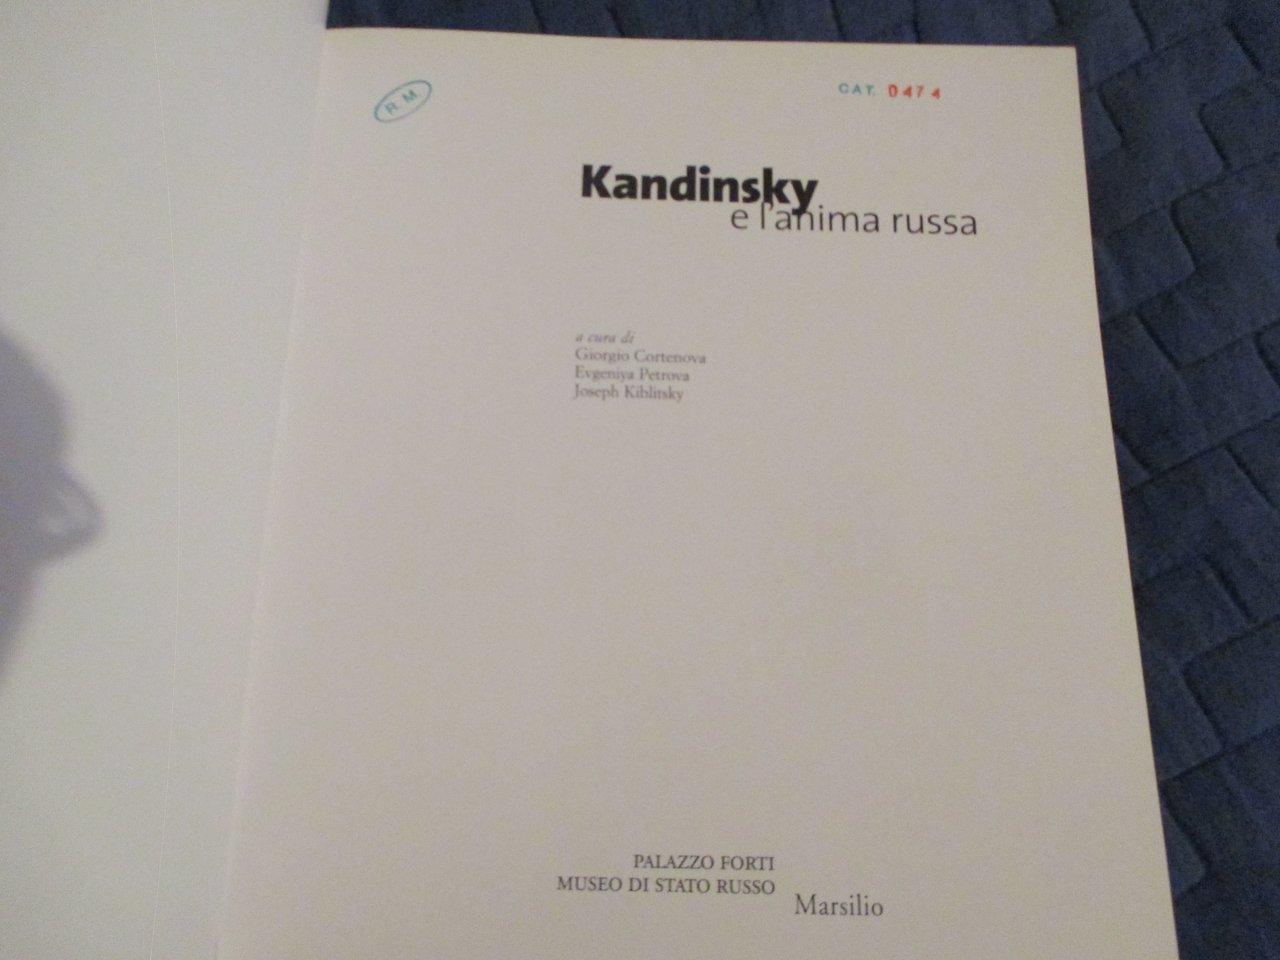 R. M.
CAT. 0474
Kandinsky
e l'anima russa
a cura di
Giorgio Cortenova
Evgeniya Petrova
Joseph Kiblitsky
PALAZZO FORTI
MUSEO DI STATO RUSSO
Marsilio